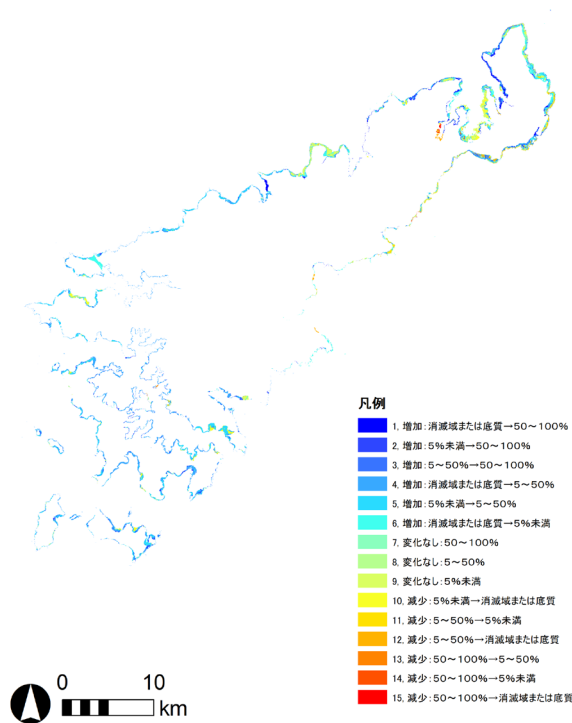 凡例
1, 増加:消滅域または底質→50~100%
2, 増加:5%未満→50~100%
3, 増加:5~50%→50~100%
4, 増加:消滅域または底質→5~50%
5, 増加:5%未満→5~50%
6, 増加:消滅域または底質→5%未満
7, 変化なし:50~100%
8, 変化なし:5~50%
9, 変化なし:5%未満
10, 減少:5%未満→消滅域または底質
11, 減少:5~50%→5%未満
12, 減少:5~50%→消滅域または底質
13, 減少:50~100%→5~50%
14, 減少:50~100%→5%未満
15, 減少:50~100%→消滅域または底質
0 10
km